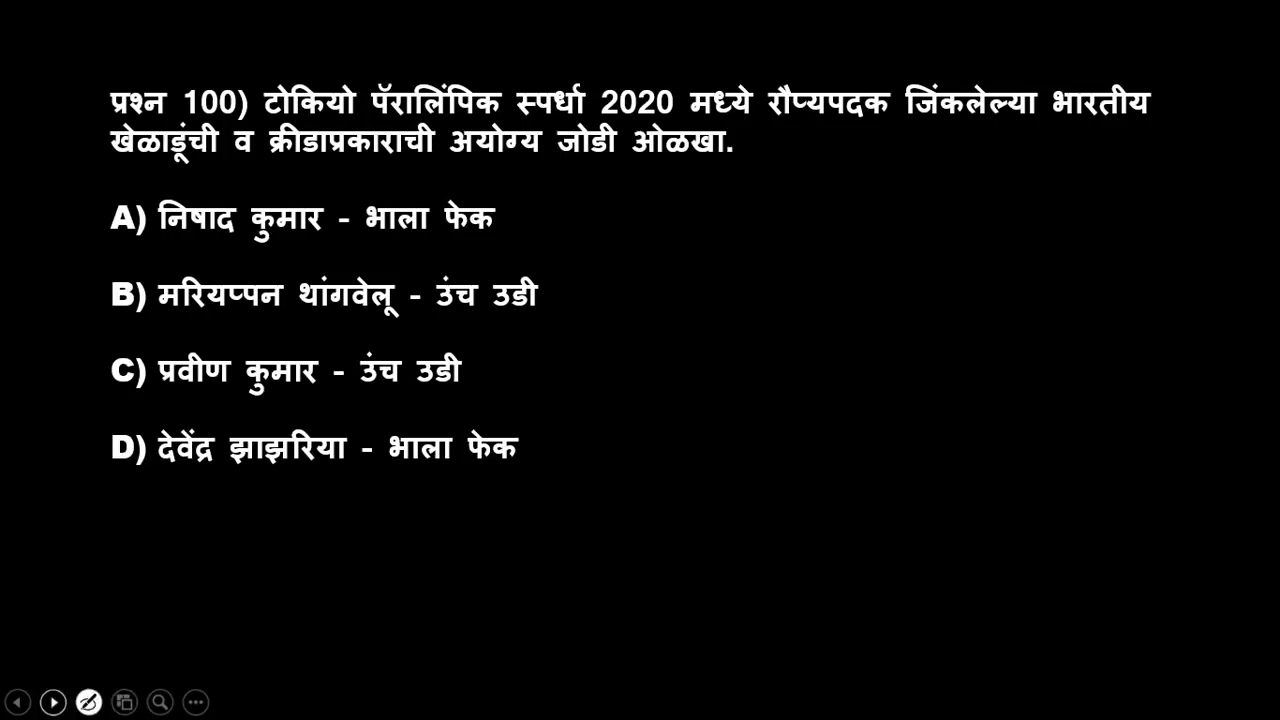 प्रश्न 100) टोकियो पॅरालिंपिक स्पर्धा 2020 मध्ये रौप्यपदक जिंकलेल्या भारतीय
खेळाडूंची व क्रीडाप्रकाराची अयोग्य जोडी ओळखा.
A) निषाद कुमार - भाला फेक
B) मरियप्पन थांगवेलू - उंच उडी
C) प्रवीण कुमार - उंच उडी
D) देवेंद्र झाझरिया - भाला फेक